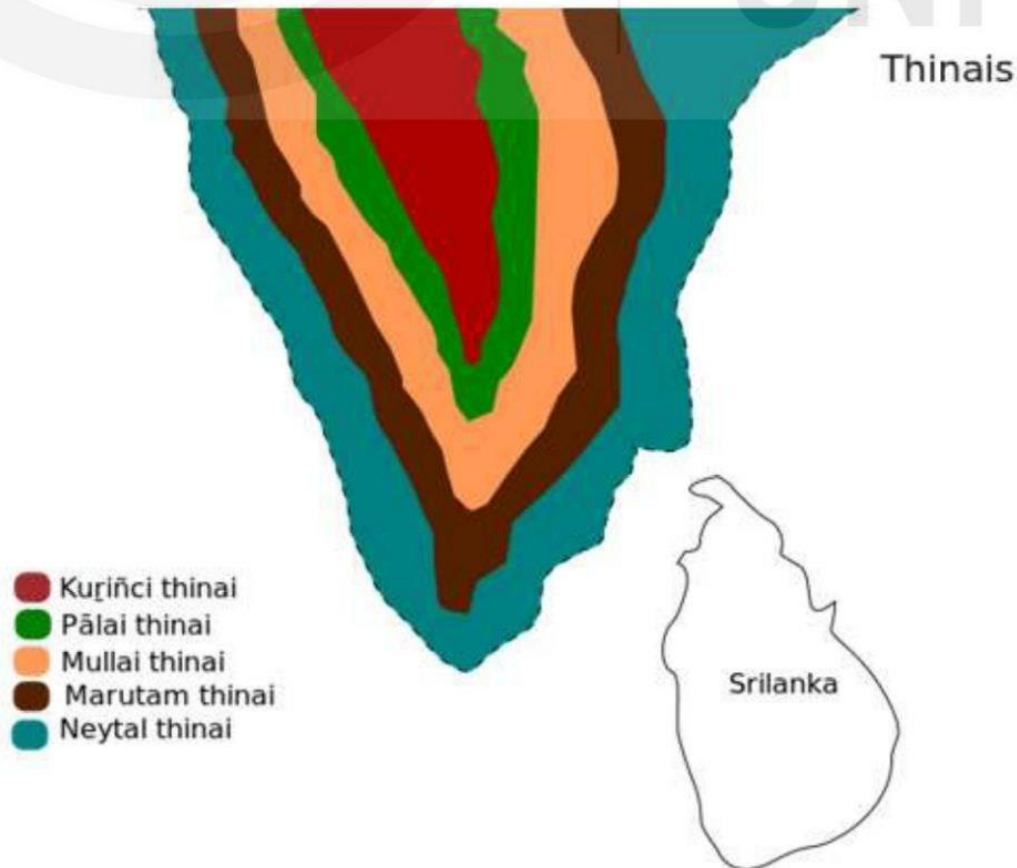 Thinais
Kuṟiñci thinai
Pālai thinai
Mullai thinai
Marutam thinai
Neytal thinai
Srilanka